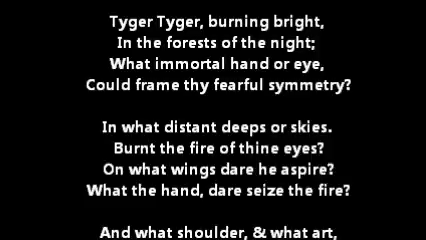 Tyger Tyger, burning bright,
In the forests of the night;
What immortal hand or eye,
Could frame thy fearful symmetry?
In what distant deeps or skies.
Burnt the fire of thine eyes?
On what wings dare he aspire?
What the hand, dare seize the fire?
And what shoulder, & what art,